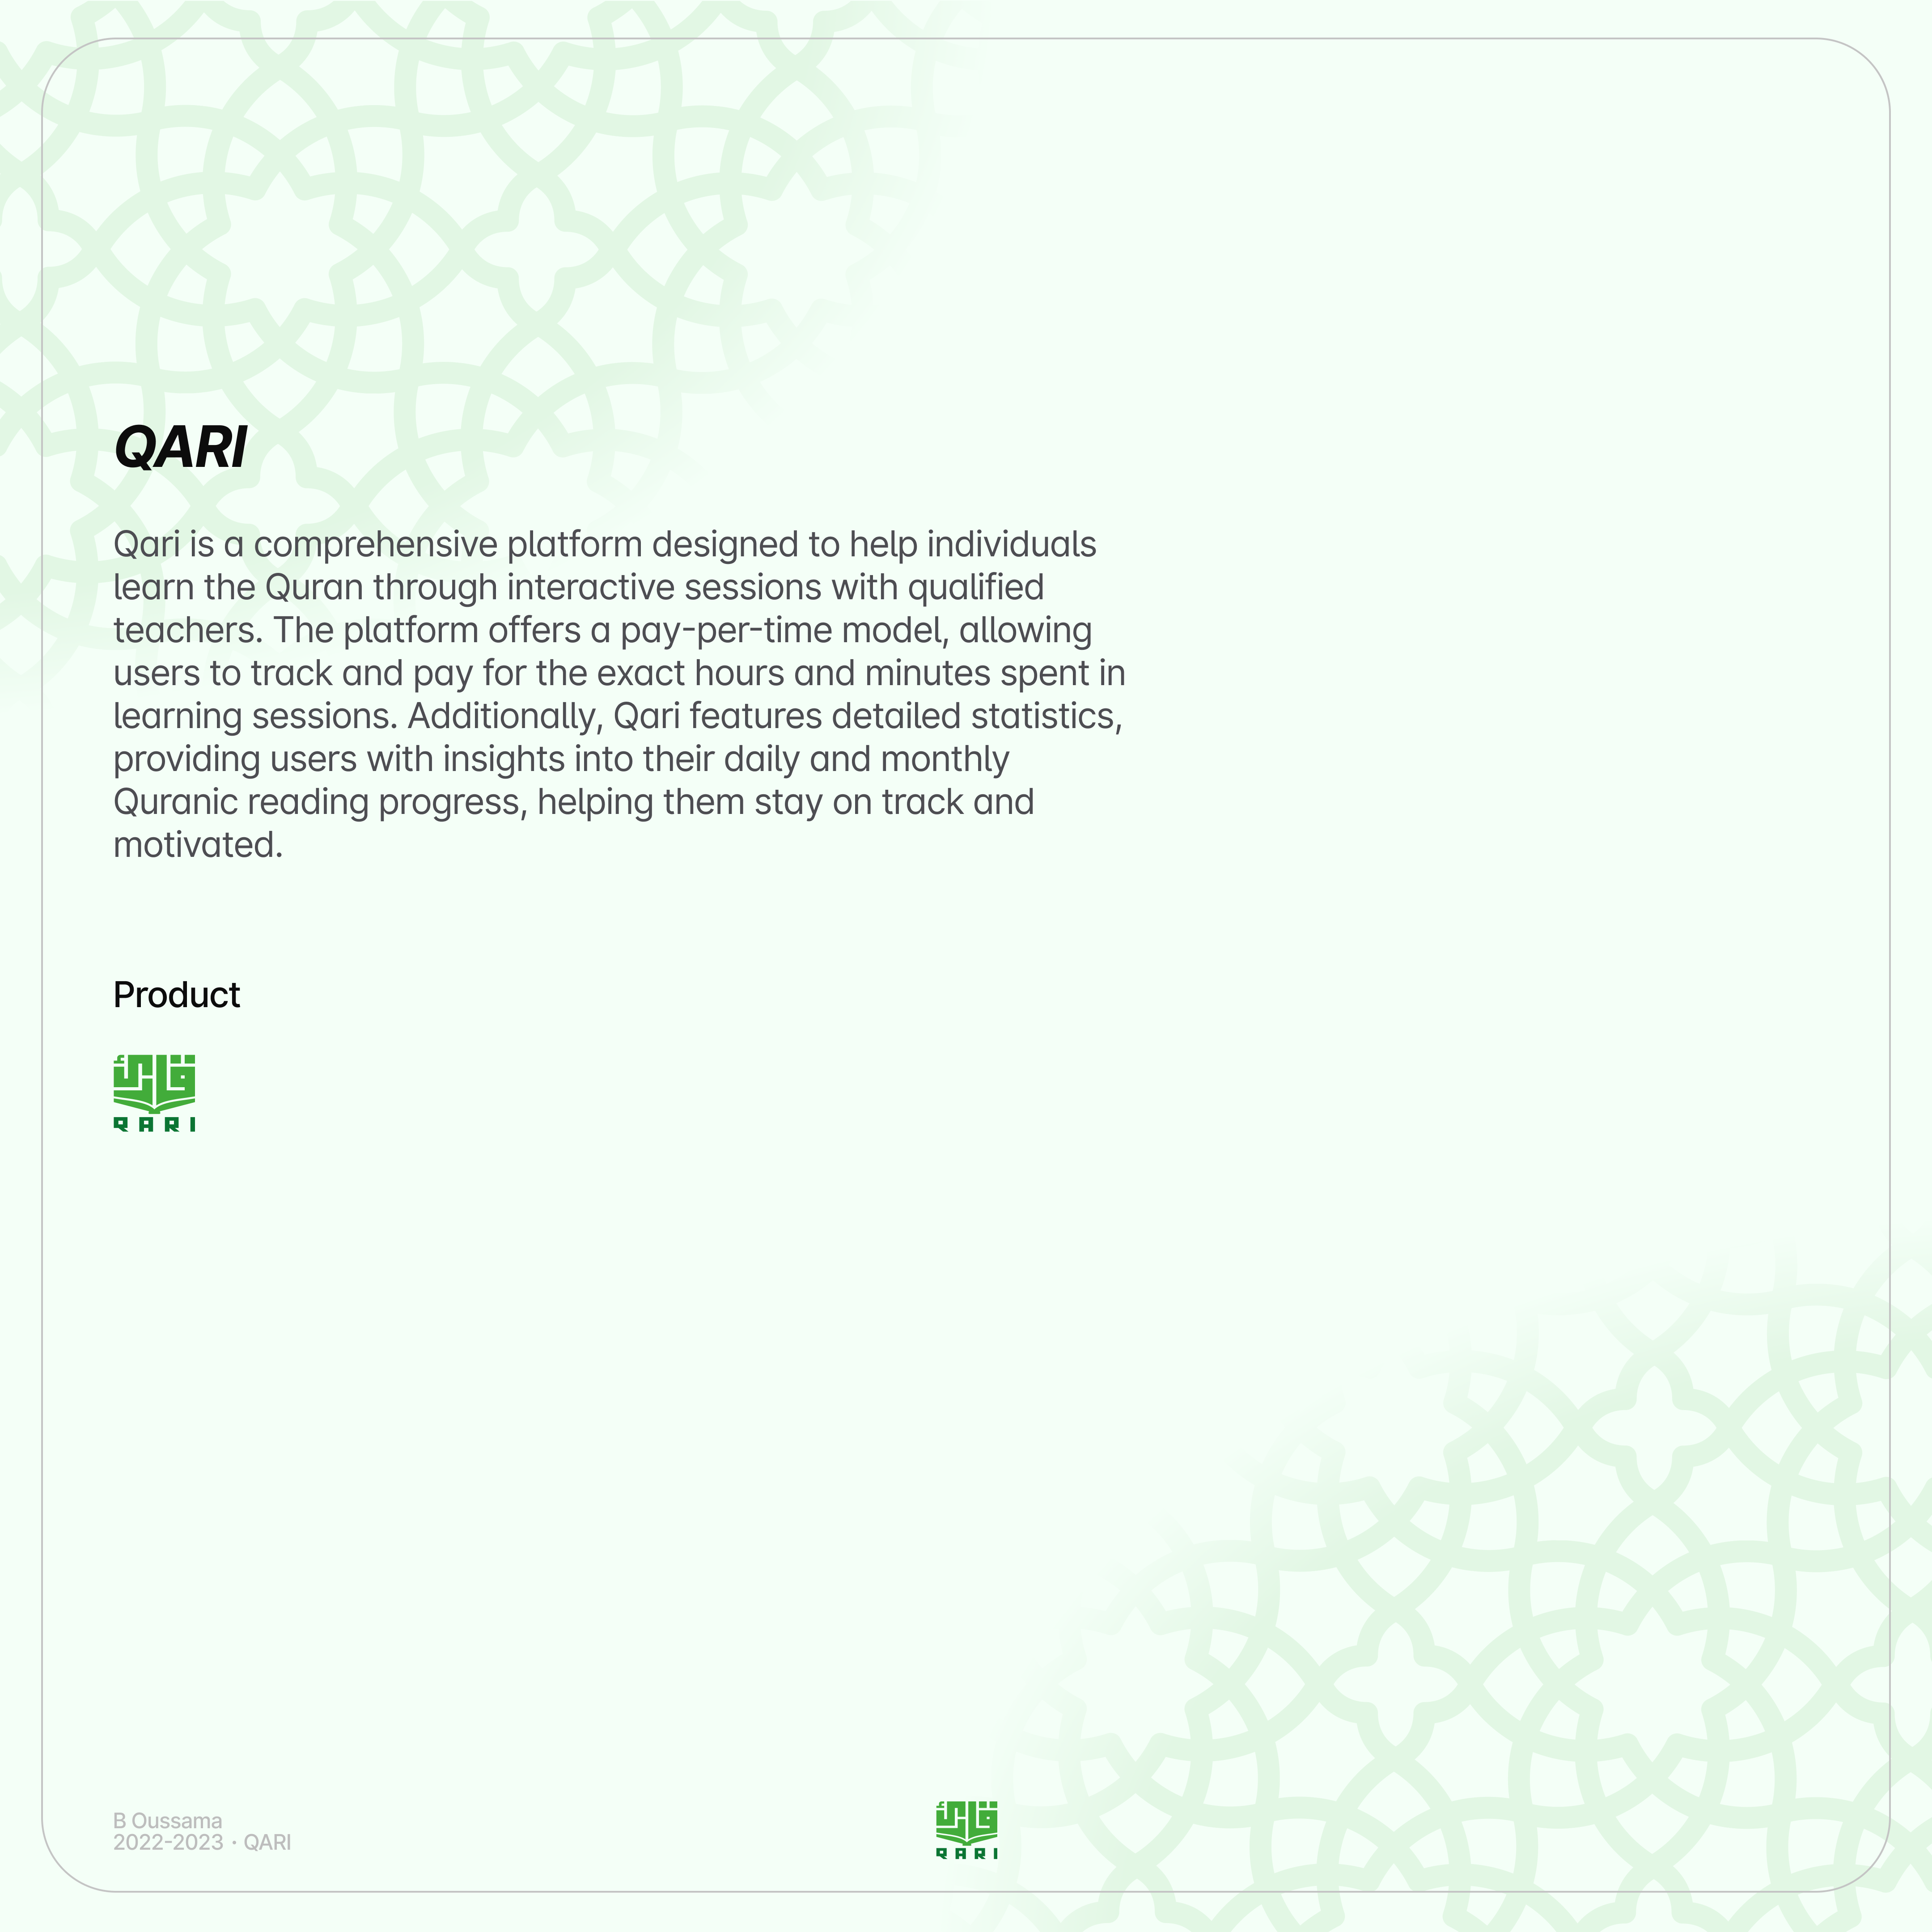 QARI
Qari is a comprehensive platform designed to help individuals
learn the Quran through interactive sessions with qualified
teachers. The platform offers a pay-per-time model, allowing
users to track and pay for the exact hours and minutes spent in
learning sessions. Additionally, Qari features detailed statistics,
providing users with insights into their daily and monthly
Quranic reading progress, helping them stay on track and
motivated.
Product
قارئ
QARI
B Oussama
2022-2023 • QARI
قارئ
QARI